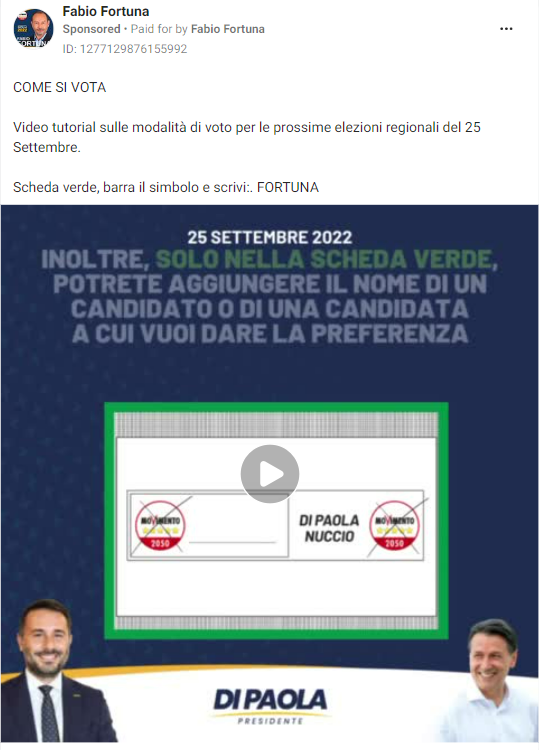 Fabio Fortuna
Sponsored • Paid for by Fabio Fortuna
ID: 1277129876155992
COME SI VOTA
Video tutorial sulle modalità di voto per le prossime elezioni regionali del 25
Settembre.
Scheda verde, barra il simbolo e scrivi:. FORTUNA
25 SETTEMBRE 2022
INOLTRE, SOLO NELLA SCHEDA VERDE,
POTRETE AGGIUNGERE IL NOME DI UN
CANDIDATO O DI UNA CANDIDATA
A CUI VUOI DARE LA PREFERENZA
MOVIMENTO
2050
DI PAOLA
NUCCIO
MOVIMENTO
2050
DI PAOLA
PRESIDENTE